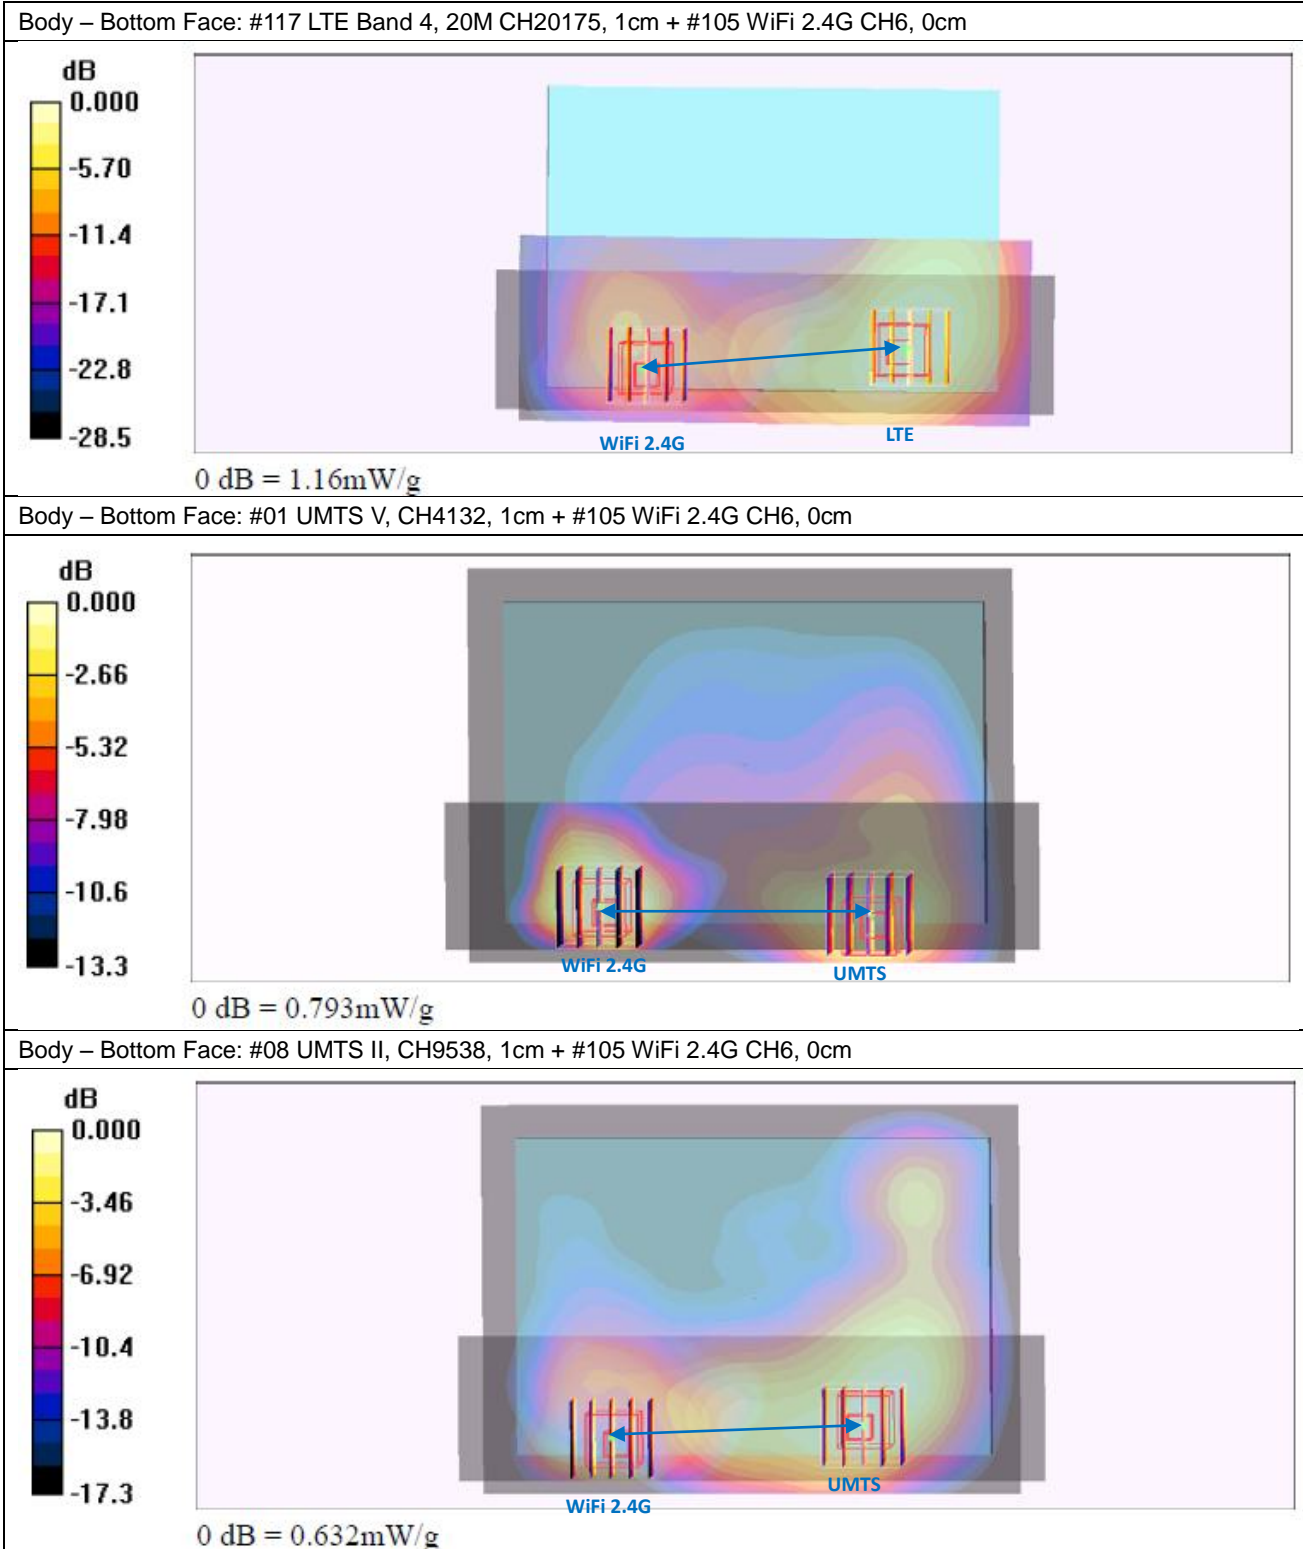 Body – Bottom Face: #117 LTE Band 4, 20M CH20175, 1cm + #105 WiFi 2.4G CH6, 0cm
dB
0.000
-5.70
-11.4
-17.1
-22.8
-28.5
WiFi 2.4G
LTE
0 dB = 1.16mW/g
Body – Bottom Face: #01 UMTS V, CH4132, 1cm + #105 WiFi 2.4G CH6, 0cm
dB
0.000
-2.66
-5.32
-7.98
-10.6
-13.3
WiFi 2.4G
UMTS
0 dB = 0.793mW/g
Body – Bottom Face: #08 UMTS II, CH9538, 1cm + #105 WiFi 2.4G CH6, 0cm
dB
0.000
-3.46
-6.92
-10.4
-13.8
-17.3
UMTS
WiFi 2.4G
0 dB = 0.632mW/g